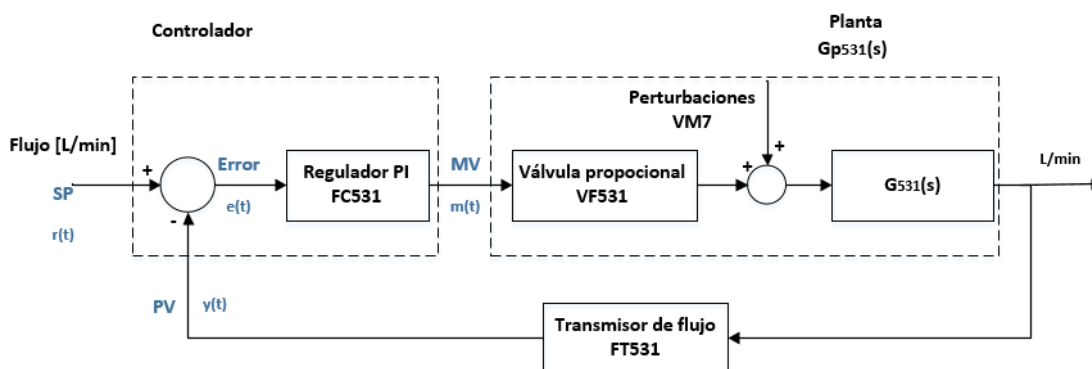 Controlador
Planta
Gp531(s)
Perturbaciones
VM7
Flujo [L/min]
+
SP
r(t)
-
Error
e(t)
Regulador PI
FC531
MV
m(t)
Válvula propocional
VF531
+
+
G531(s)
L/min
PV
y(t)
Transmisor de flujo
FT531